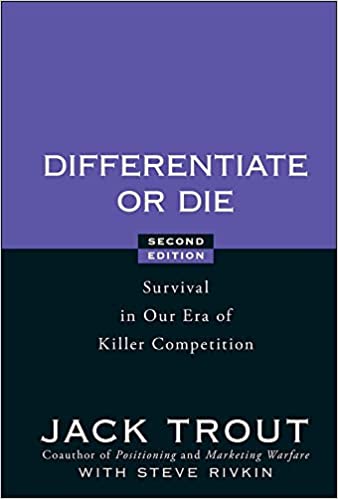 DIFFERENTIATE
OR DIE
SECOND
EDITION
Survival
in Our Era of
Killer Competition
JACK TROUT
Coauthor of Positioning and Marketing Warfare
WITH STEVE RIVKIN